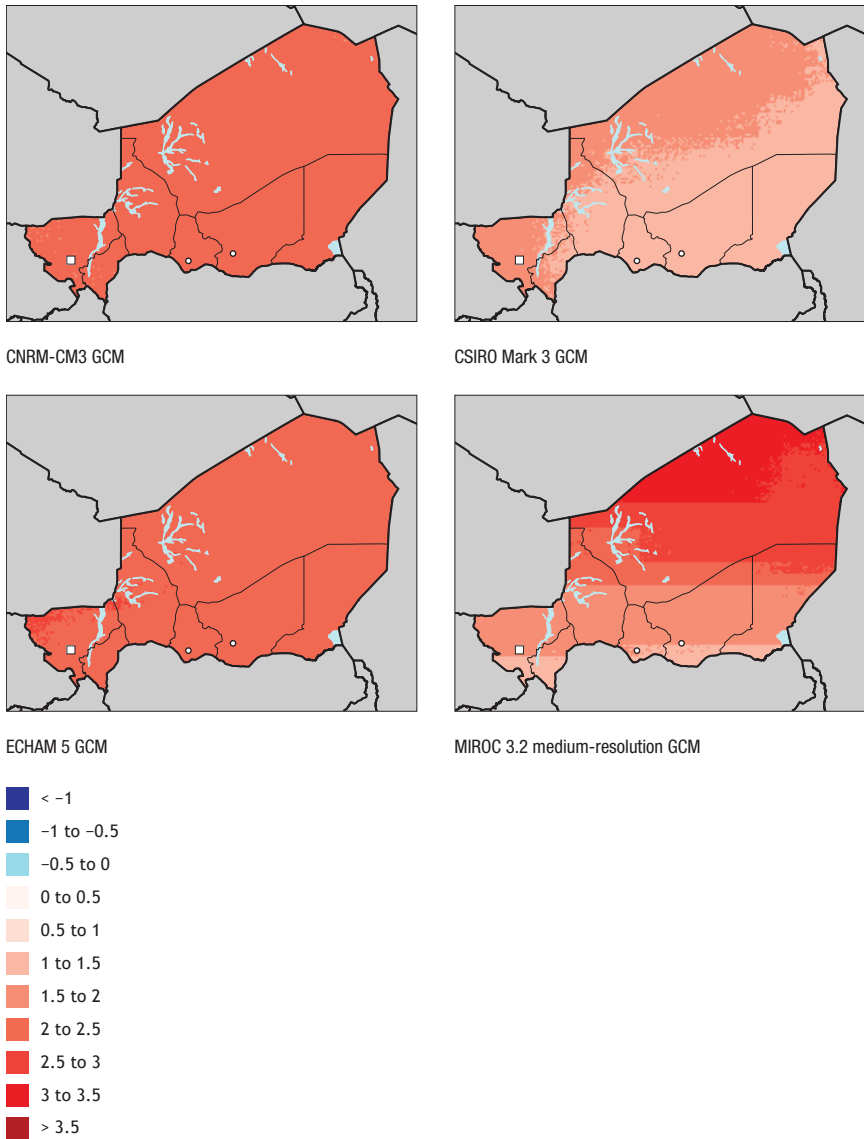 CNRM-CM3 GCM
CSIRO Mark 3 GCM
ECHAM 5 GCM
MIROC 3.2 medium-resolution GCM
< –1
–1 to –0.5
–0.5 to 0
0 to 0.5
0.5 to 1
1 to 1.5
1.5 to 2
2 to 2.5
2.5 to 3
3 to 3.5
> 3.5